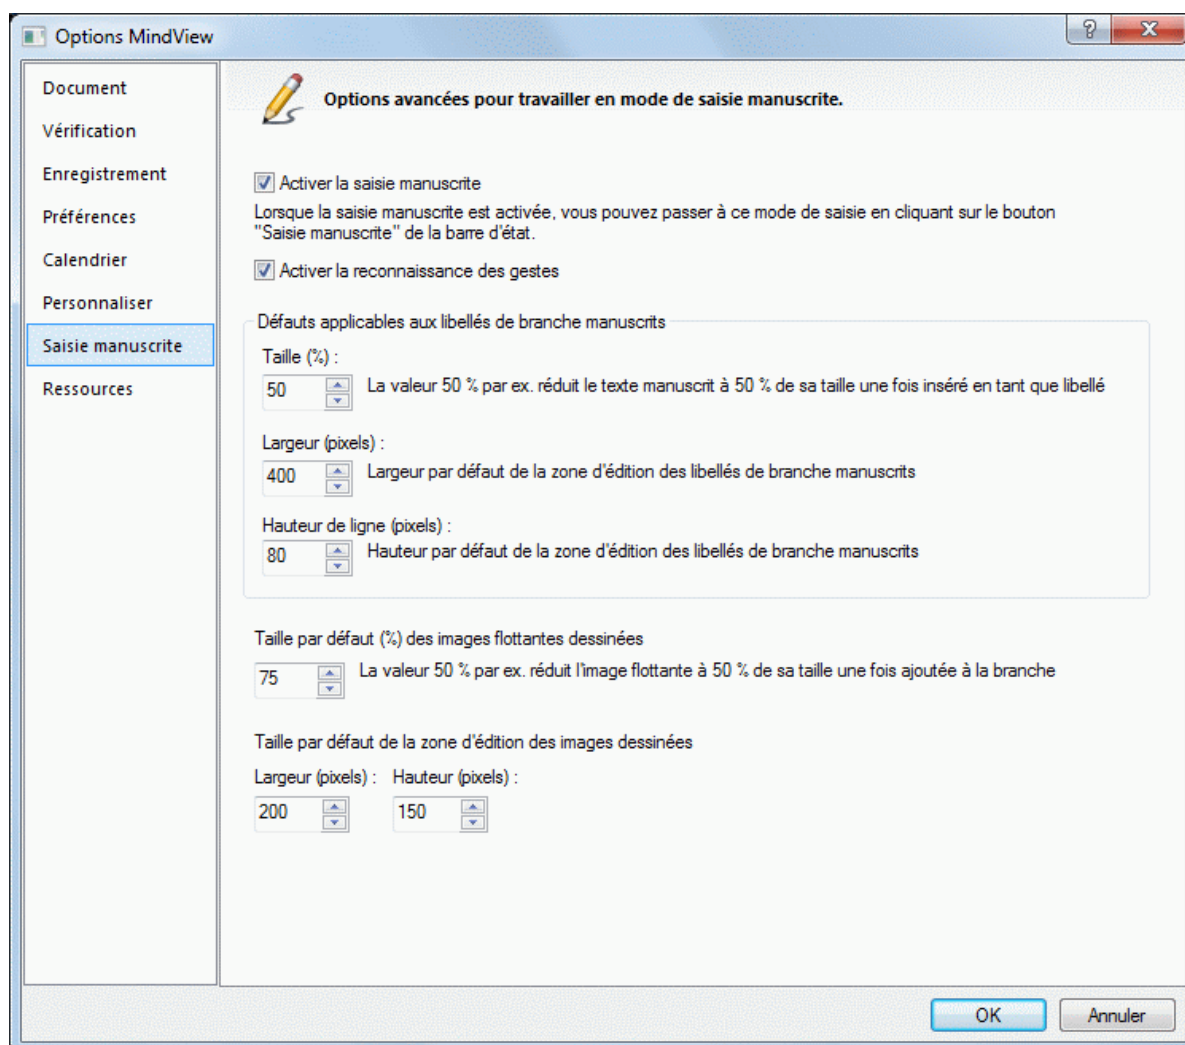 Options MindView
Document
Vérification
Enregistrement
Préférences
Calendrier
Personnaliser
Saisie manuscrite
Ressources
Options avancées pour travailler en mode de saisie manuscrite.
Activer la saisie manuscrite
Lorsque la saisie manuscrite est activée, vous pouvez passer à ce mode de saisie en cliquant sur le bouton
"Saisie manuscrite" de la barre d'état.
Activer la reconnaissance des gestes
Défauts applicables aux libellés de branche manuscrits
Taille (%) :
50 La valeur 50 % par ex. réduit le texte manuscrit à 50 % de sa taille une fois inséré en tant que libellé
Largeur (pixels) :
400 Largeur par défaut de la zone d'édition des libellés de branche manuscrits
Hauteur de ligne (pixels) :
80 Hauteur par défaut de la zone d'édition des libellés de branche manuscrits
Taille par défaut (%) des images flottantes dessinées
75 La valeur 50 % par ex. réduit l'image flottante à 50 % de sa taille une fois ajoutée à la branche
Taille par défaut de la zone d'édition des images dessinées
Largeur (pixels) : Hauteur (pixels) :
200 150
OK Annuler